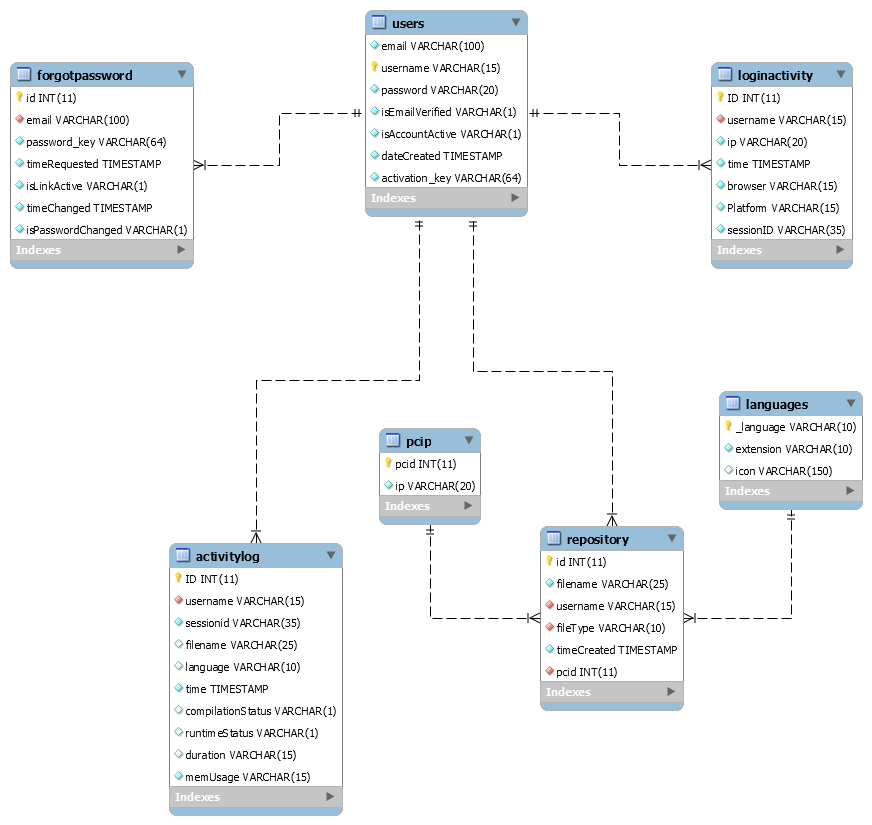 users
email VARCHAR(100)
username VARCHAR(15)
password VARCHAR(20)
isEmailVerified VARCHAR(1)
isAccountActive VARCHAR(1)
dateCreated TIMESTAMP
activation_key VARCHAR(64)
Indexes
forgotpassword
id INT(11)
email VARCHAR(100)
password_key VARCHAR(64)
timeRequested TIMESTAMP
isLinkActive VARCHAR(1)
timeChanged TIMESTAMP
isPasswordChanged VARCHAR(1)
Indexes
loginactivity
ID INT(11)
username VARCHAR(15)
ip VARCHAR(20)
time TIMESTAMP
browser VARCHAR(15)
Platform VARCHAR(15)
sessionID VARCHAR(35)
Indexes
languages
_language VARCHAR(10)
extension VARCHAR(10)
icon VARCHAR(150)
Indexes
pcip
pcid INT(11)
ip VARCHAR(20)
Indexes
repository
id INT(11)
filename VARCHAR(25)
username VARCHAR(15)
fileType VARCHAR(10)
timeCreated TIMESTAMP
pcid INT(11)
Indexes
activitylog
ID INT(11)
username VARCHAR(15)
sessionid VARCHAR(35)
filename VARCHAR(25)
language VARCHAR(10)
time TIMESTAMP
compilationStatus VARCHAR(1)
runtimeStatus VARCHAR(1)
duration VARCHAR(15)
memUsage VARCHAR(15)
Indexes